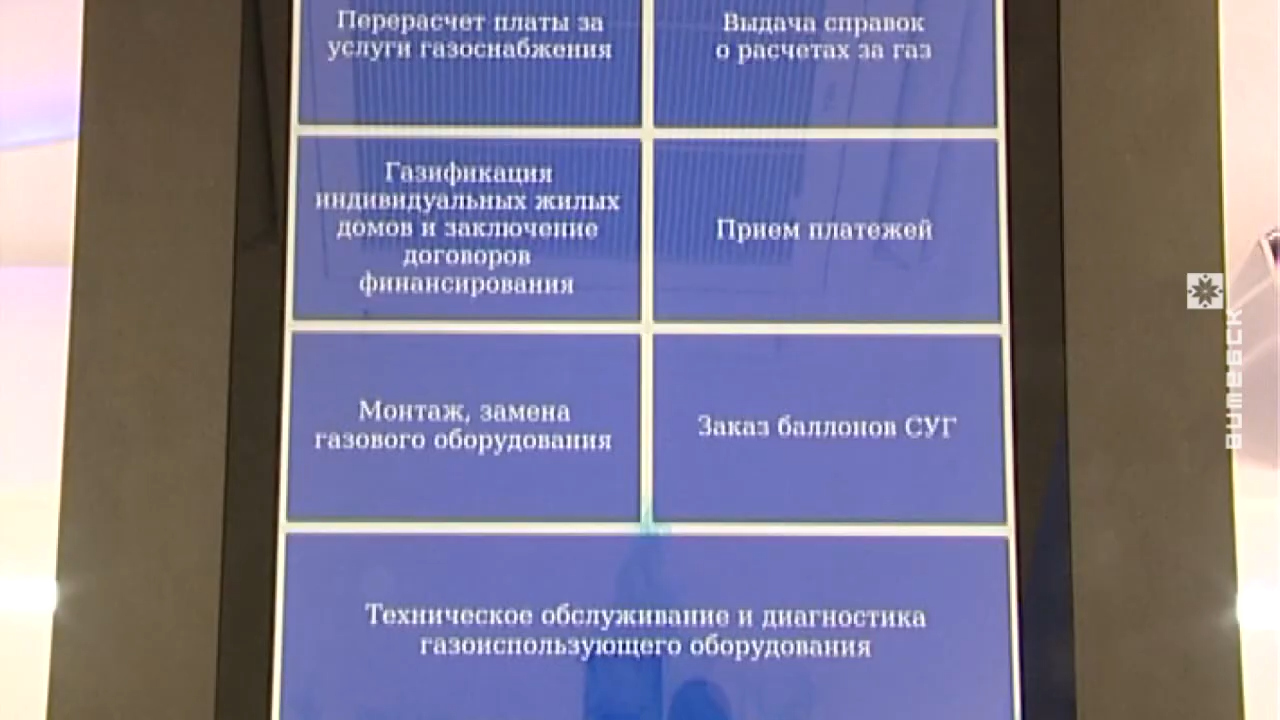 Перерасчет платы за
услуги газоснабжения
Выдача справок
о расчетах за газ
Газификация
индивидуальных жилых
домов и заключение
договоров
финансирования
Прием платежей
Монтаж, замена
газового оборудования
Заказ баллонов СУГ
Техническое обслуживание и диагностика
газоиспользующего оборудования
витебск